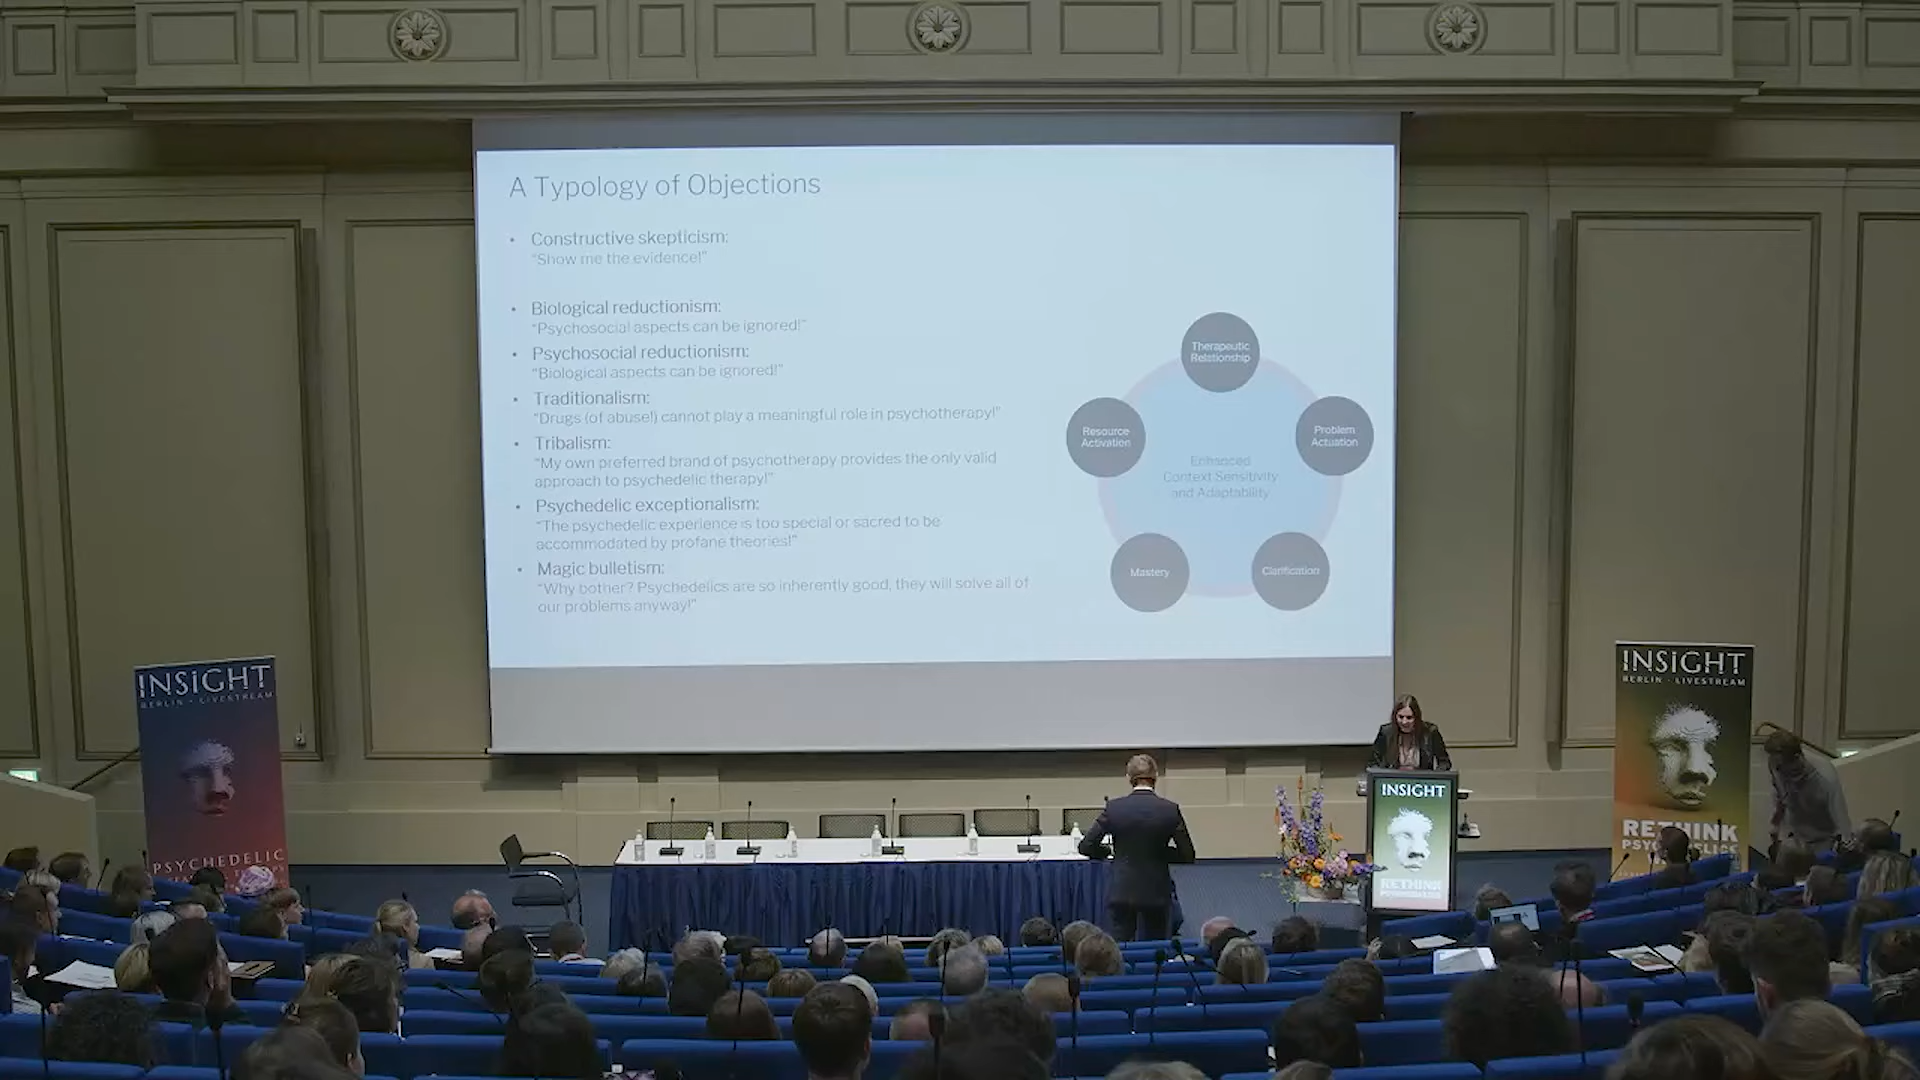 A Typology of Objections
• Constructive skepticism:
"Show me the evidence!"
• Biological reductionism:
"Psychosocial aspects can be ignored!"
• Psychosocial reductionism:
"Biological aspects can be ignored!"
• Traditionalism:
"Drugs (of abuse!) cannot play a meaningful role in psychotherapy!"
• Tribalism:
"My own preferred brand of psychotherapy provides the only valid
approach to psychedelic therapy!"
• Psychedelic exceptionalism:
"The psychedelic experience is too special or sacred to be
accommodated by profane theories!"
• Magic bulletism:
"Why bother? Psychedelics are so inherently good, they will solve all of
our problems anyway!"
Therapeutic
Relationship
Resource
Activation
Problem
Actuation
Enhanced
Context Sensitivity
and Adaptability
Mastery
Clarification
INSIGHT
BERLIN - LIVESTREAM
PSYCHEDELIC
INSIGHT
RETHINK
INSIGHT
BERLIN - LIVESTREAM
RETHINK